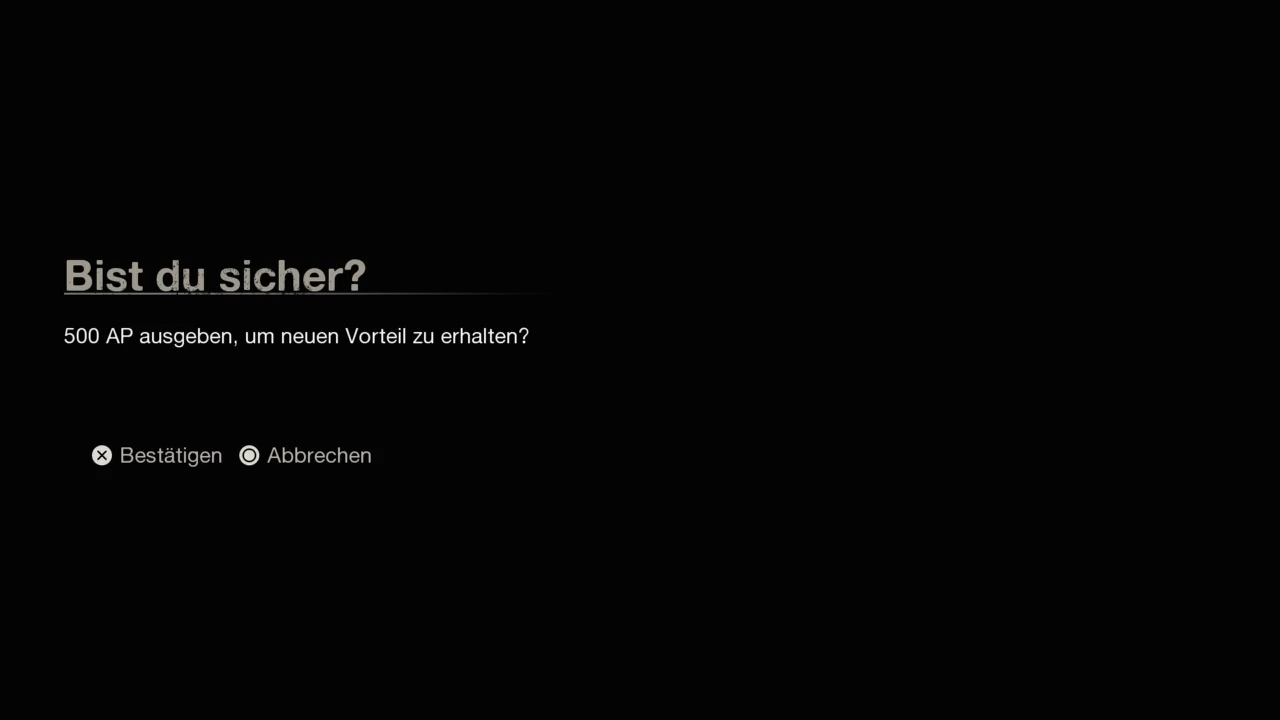 Bist du sicher?
500 AP ausgeben, um neuen Vorteil zu erhalten?
Bestätigen Abbrechen